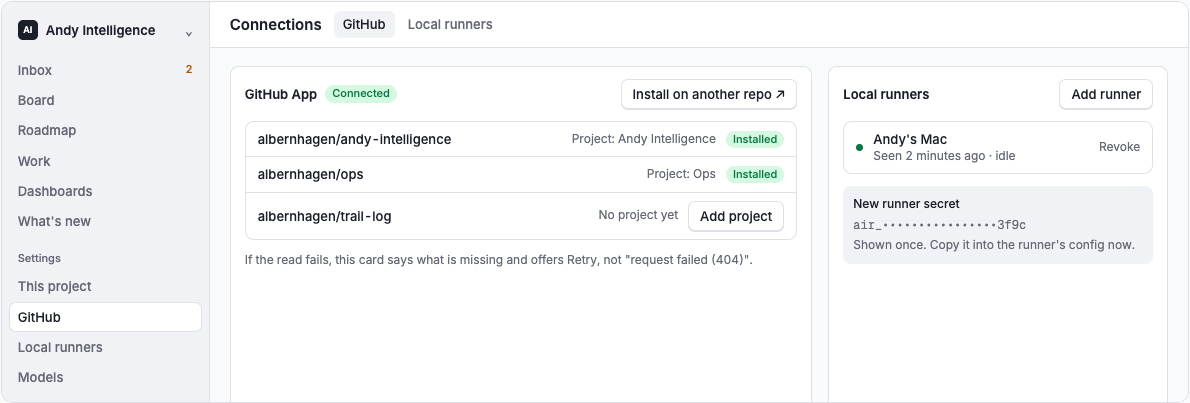 AI Andy Intelligence
Inbox 2
Board
Roadmap
Work
Dashboards
What's new
Settings
This project
GitHub
Local runners
Models
Connections GitHub Local runners
GitHub App Connected Install on another repo ↗
albernhagen/andy-intelligence Project: Andy Intelligence Installed
albernhagen/ops Project: Ops Installed
albernhagen/trail-log No project yet Add project
If the read fails, this card says what is missing and offers Retry, not "request failed (404)".
Local runners Add runner
Andy's Mac
Seen 2 minutes ago · idle
Revoke
New runner secret
air_••••••••••••••••3f9c
Shown once. Copy it into the runner's config now.